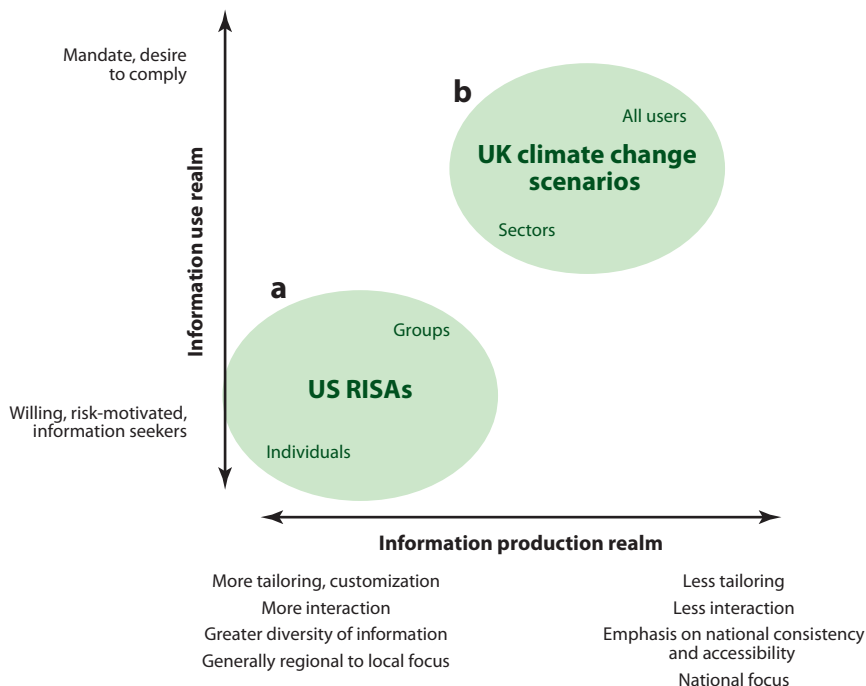 Mandate, desire
to comply
b
All users
UK climate change
scenarios
Sectors
Information use realm
a
Groups
US RISAs
Individuals
Willing, risk-motivated,
information seekers
Information production realm
More tailoring, customization
More interaction
Greater diversity of information
Generally regional to local focus
Less tailoring
Less interaction
Emphasis on national consistency
and accessibility
National focus